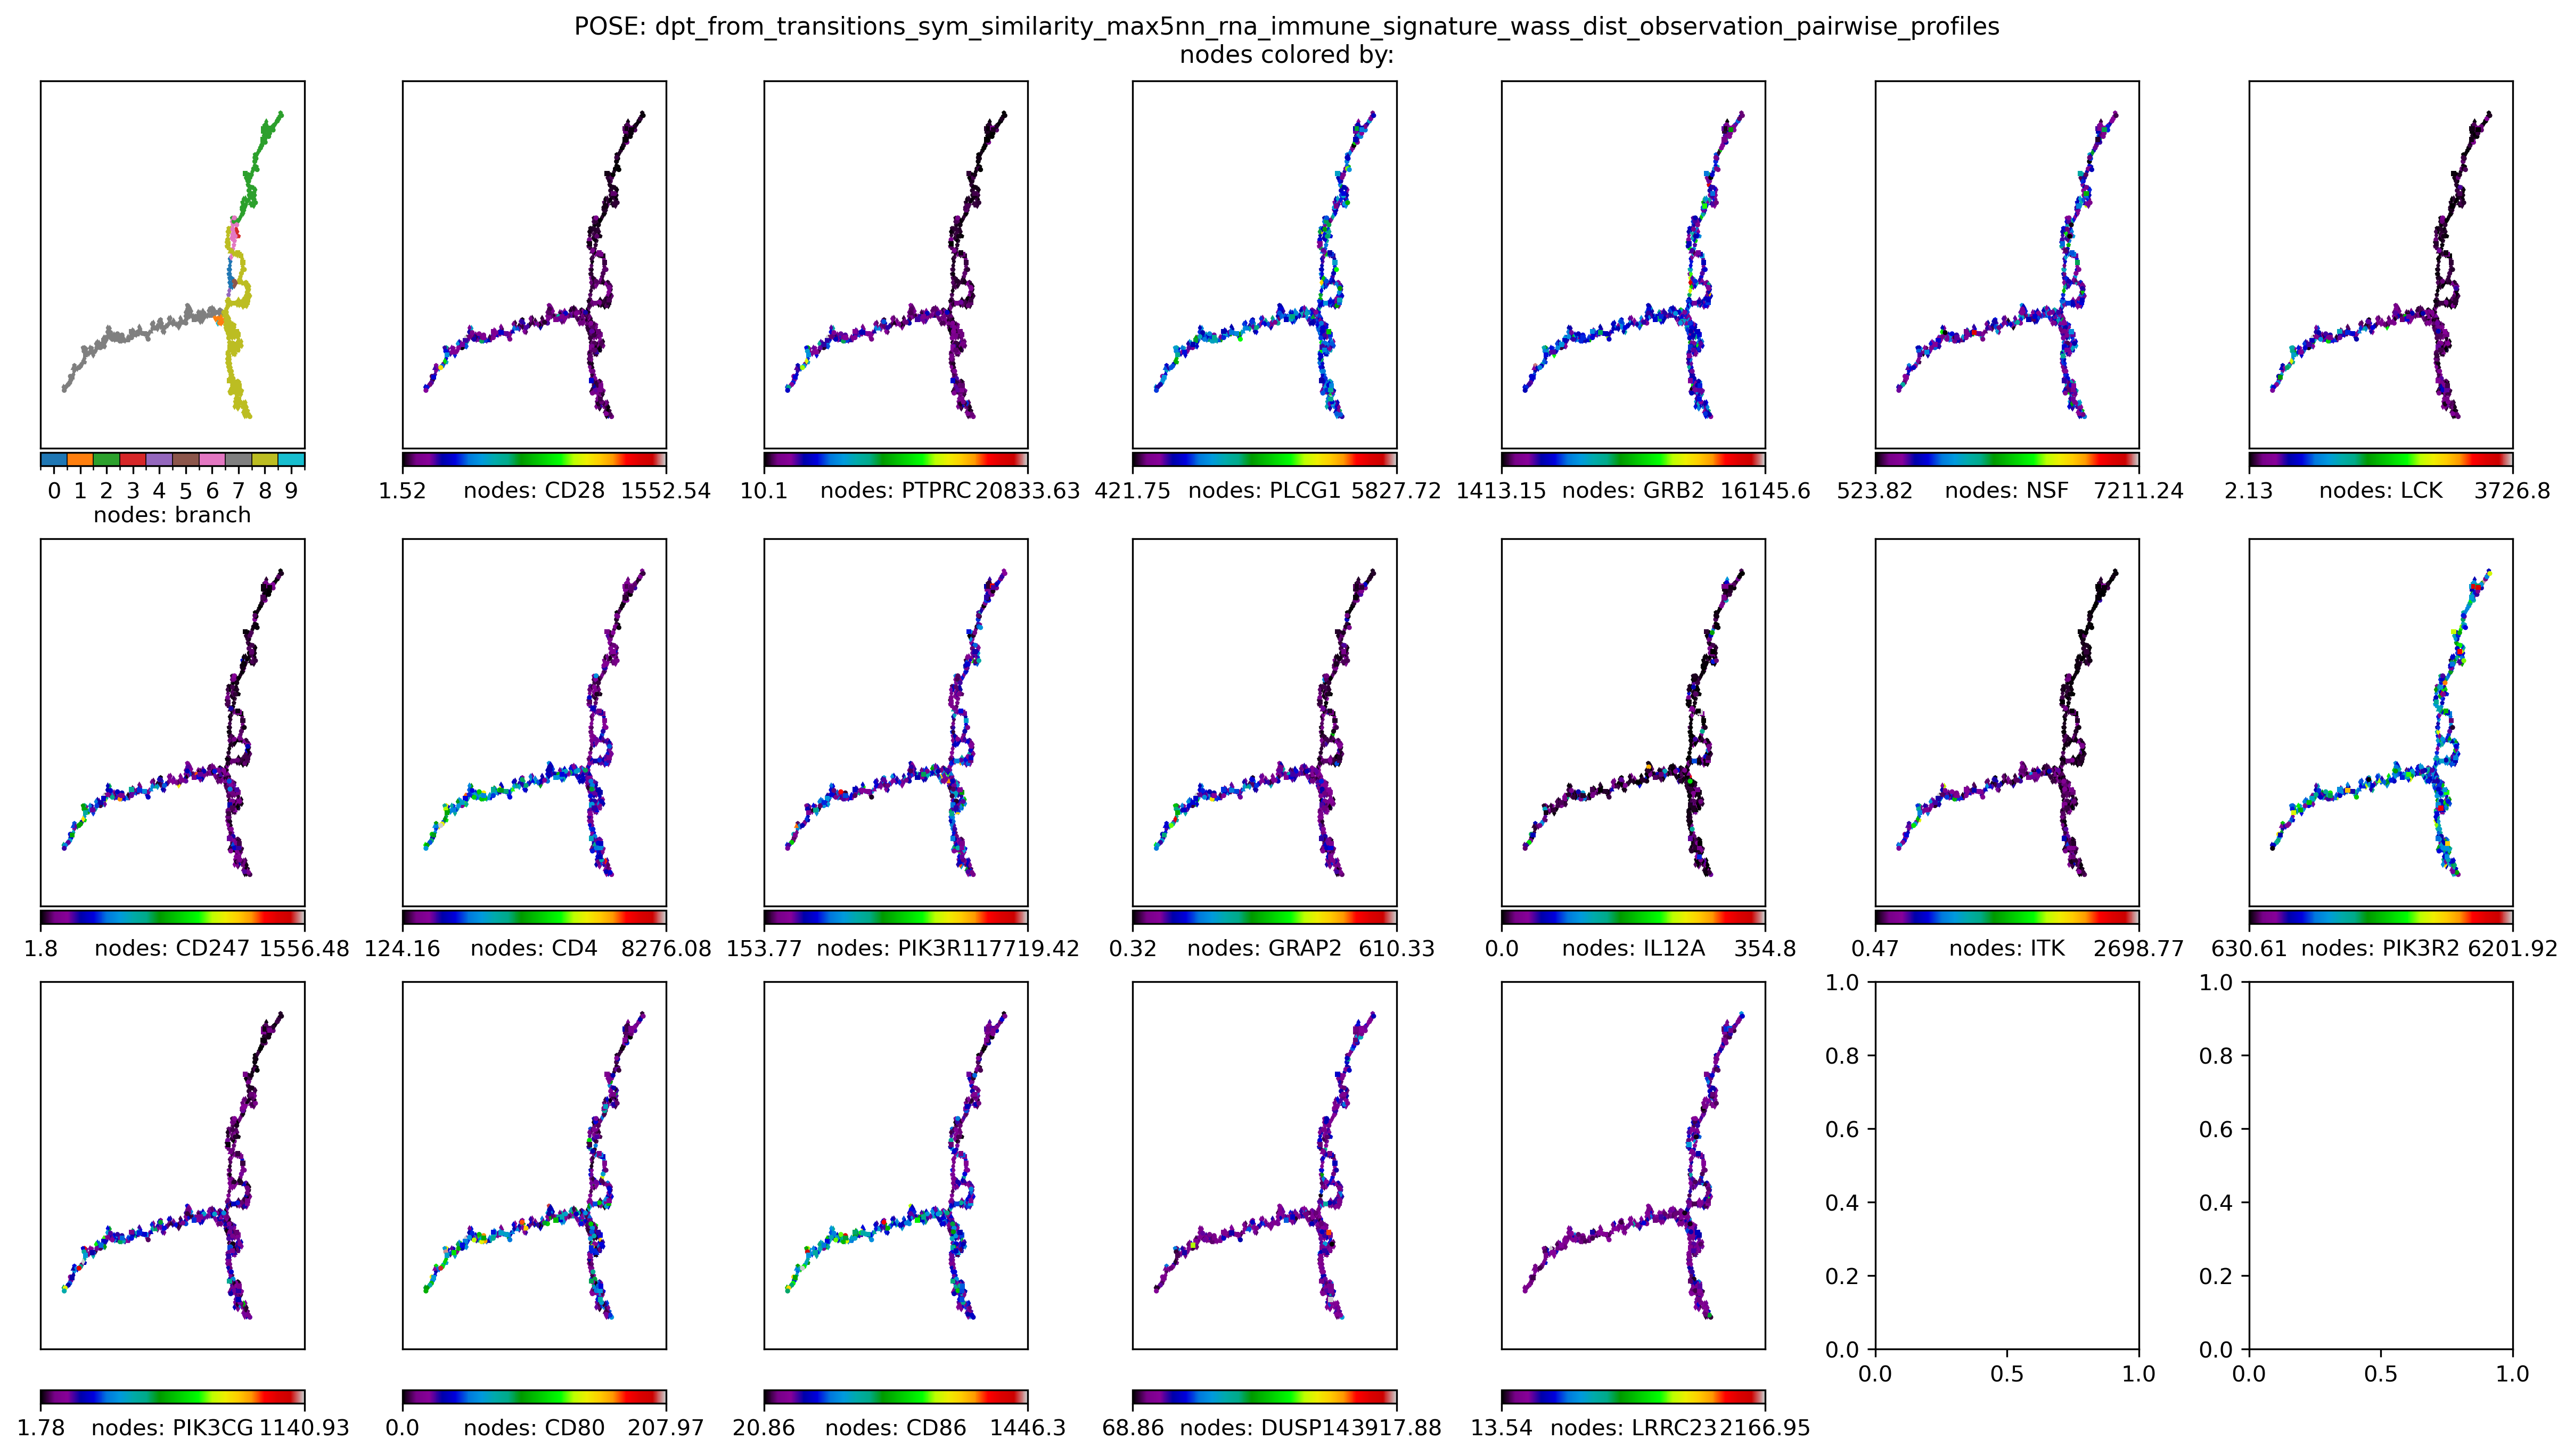 POSE: dpt_from_transitions_sym_similarity_max5nn_rna_immune_signature_wass_dist_observation_pairwise_profiles
nodes colored by:
0 1 2 3 4 5 6 7 8 9
nodes: branch
1.52 nodes: CD28 1552.54
10.1 nodes: PTPRC 20833.63
421.75 nodes: PLCG1 5827.72
1413.15 nodes: GRB2 16145.6
523.82 nodes: NSF 7211.24
2.13 nodes: LCK 3726.8
1.8 nodes: CD247 1556.48
124.16 nodes: CD4 8276.08
153.77 nodes: PIK3R1 17719.42
0.32 nodes: GRAP2 610.33
0.0 nodes: IL12A 354.8
0.47 nodes: ITK 2698.77
630.61 nodes: PIK3R2 6201.92
1.78 nodes: PIK3CG 1140.93
0.0 nodes: CD80 207.97
20.86 nodes: CD86 1446.3
68.86 nodes: DUSP14 3917.88
13.54 nodes: LRRC23 2166.95
1.0
0.8
0.6
0.4
0.2
0.0
0.0 0.5 1.0
1.0
0.8
0.6
0.4
0.2
0.0
0.0 0.5 1.0